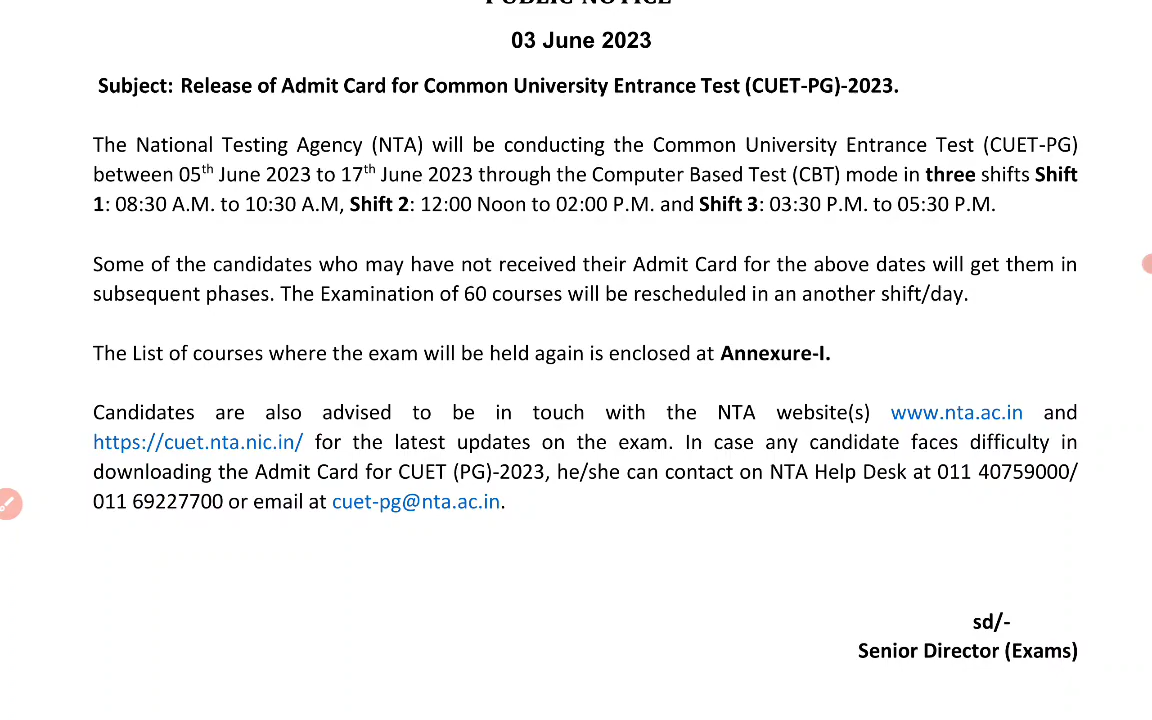 PUBLIC NOTICE
03 June 2023
Subject: Release of Admit Card for Common University Entrance Test (CUET-PG)-2023.
The National Testing Agency (NTA) will be conducting the Common University Entrance Test (CUET-PG)
between 05th June 2023 to 17th June 2023 through the Computer Based Test (CBT) mode in three shifts Shift
1: 08:30 A.M. to 10:30 A.M, Shift 2: 12:00 Noon to 02:00 P.M. and Shift 3: 03:30 P.M. to 05:30 P.M.
Some of the candidates who may have not received their Admit Card for the above dates will get them in
subsequent phases. The Examination of 60 courses will be rescheduled in an another shift/day.
The List of courses where the exam will be held again is enclosed at Annexure-I.
Candidates are also advised to be in touch with the NTA website(s) www.nta.ac.in and
https://cuet.nta.nic.in/ for the latest updates on the exam. In case any candidate faces difficulty in
downloading the Admit Card for CUET (PG)-2023, he/she can contact on NTA Help Desk at 011 40759000/
011 69227700 or email at cuet-pg@nta.ac.in.
sd/-
Senior Director (Exams)